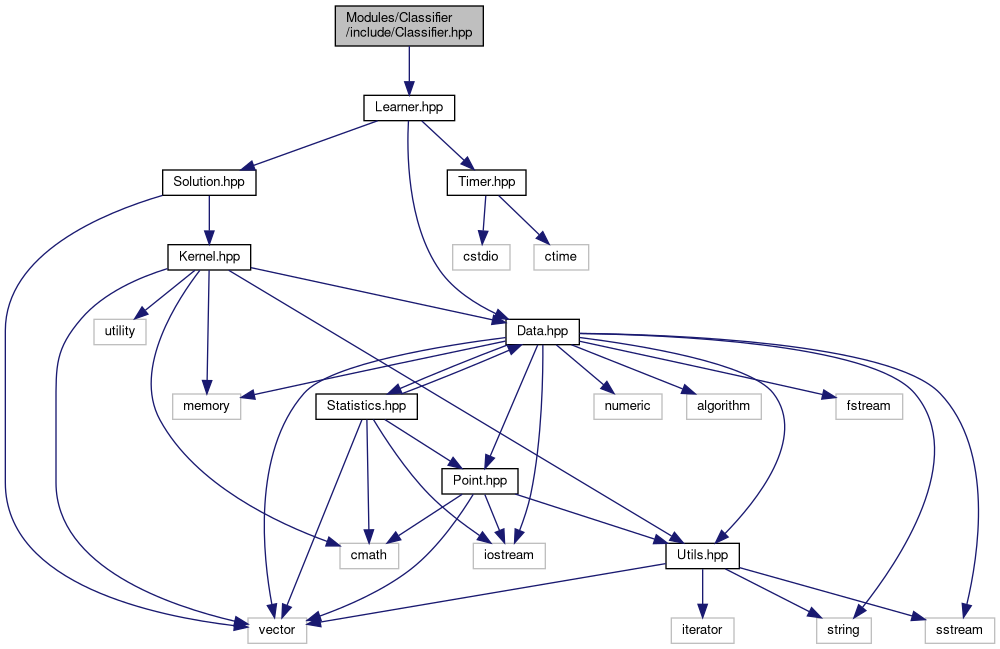 Modules/Classifier
/include/Classifier.hpp
Learner.hpp
Solution.hpp
Timer.hpp
Kernel.hpp
cstdio
ctime
utility
Data.hpp
memory
Statistics.hpp
numeric
algorithm
fstream
Point.hpp
cmath
iostream
Utils.hpp
vector
iterator
string
sstream